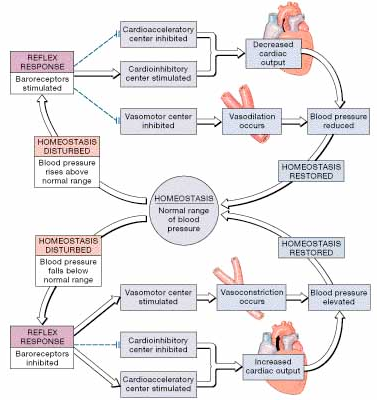 Cardioacceleratory
center inhibited
REFLEX
RESPONSE
Baroreceptors
stimulated
Cardioinhibitory
center stimulated
Decreased
cardiac
output
Vasomotor center
inhibited
Vasodilation
occurs
Blood pressure
reduced
HOMEOSTASIS
DISTURBED
Blood pressure
rises above
normal range
HOMEOSTASIS
RESTORED
HOMEOSTASIS
Normal range
of blood
pressure
HOMEOSTASIS
DISTURBED
Blood pressure
falls below
normal range
HOMEOSTASIS
RESTORED
Vasomotor center
stimulated
Vasoconstriction
occurs
Blood pressure
elevated
REFLEX
RESPONSE
Baroreceptors
inhibited
Cardioinhibitory
center inhibited
Cardioacceleratory
center stimulated
Increased
cardiac output